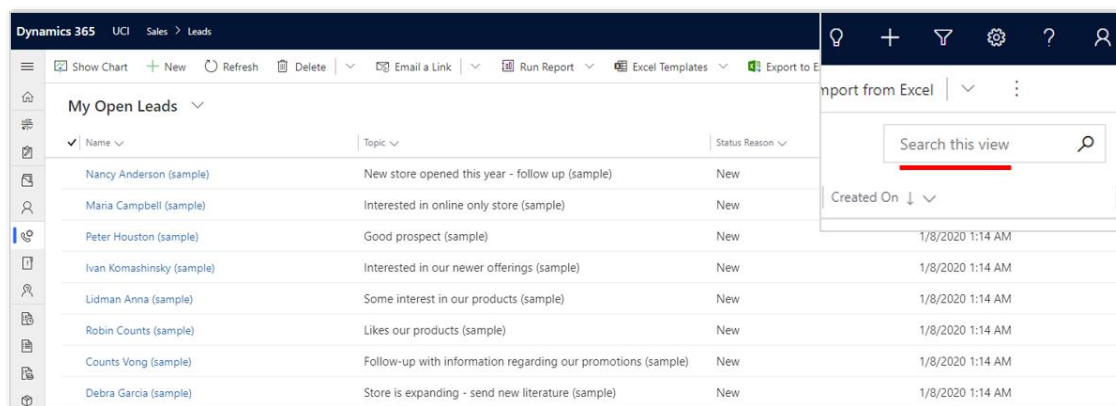 Dynamics 365 UCI Sales > Leads
Show Chart New Refresh Delete Email a Link Run Report Excel Templates Export to E
mport from Excel
My Open Leads
Search this view
Name Topic Status Reason Created On
Nancy Anderson (sample) New store opened this year - follow up (sample) New
Maria Campbell (sample) Interested in online only store (sample) New
Peter Houston (sample) Good prospect (sample) New 1/8/2020 1:14 AM
Ivan Komashinsky (sample) Interested in our newer offerings (sample) New 1/8/2020 1:14 AM
Lidman Anna (sample) Some interest in our products (sample) New 1/8/2020 1:14 AM
Robin Counts (sample) Likes our products (sample) New 1/8/2020 1:14 AM
Counts Vong (sample) Follow-up with information regarding our promotions (sample) New 1/8/2020 1:14 AM
Debra Garcia (sample) Store is expanding - send new literature (sample) New 1/8/2020 1:14 AM